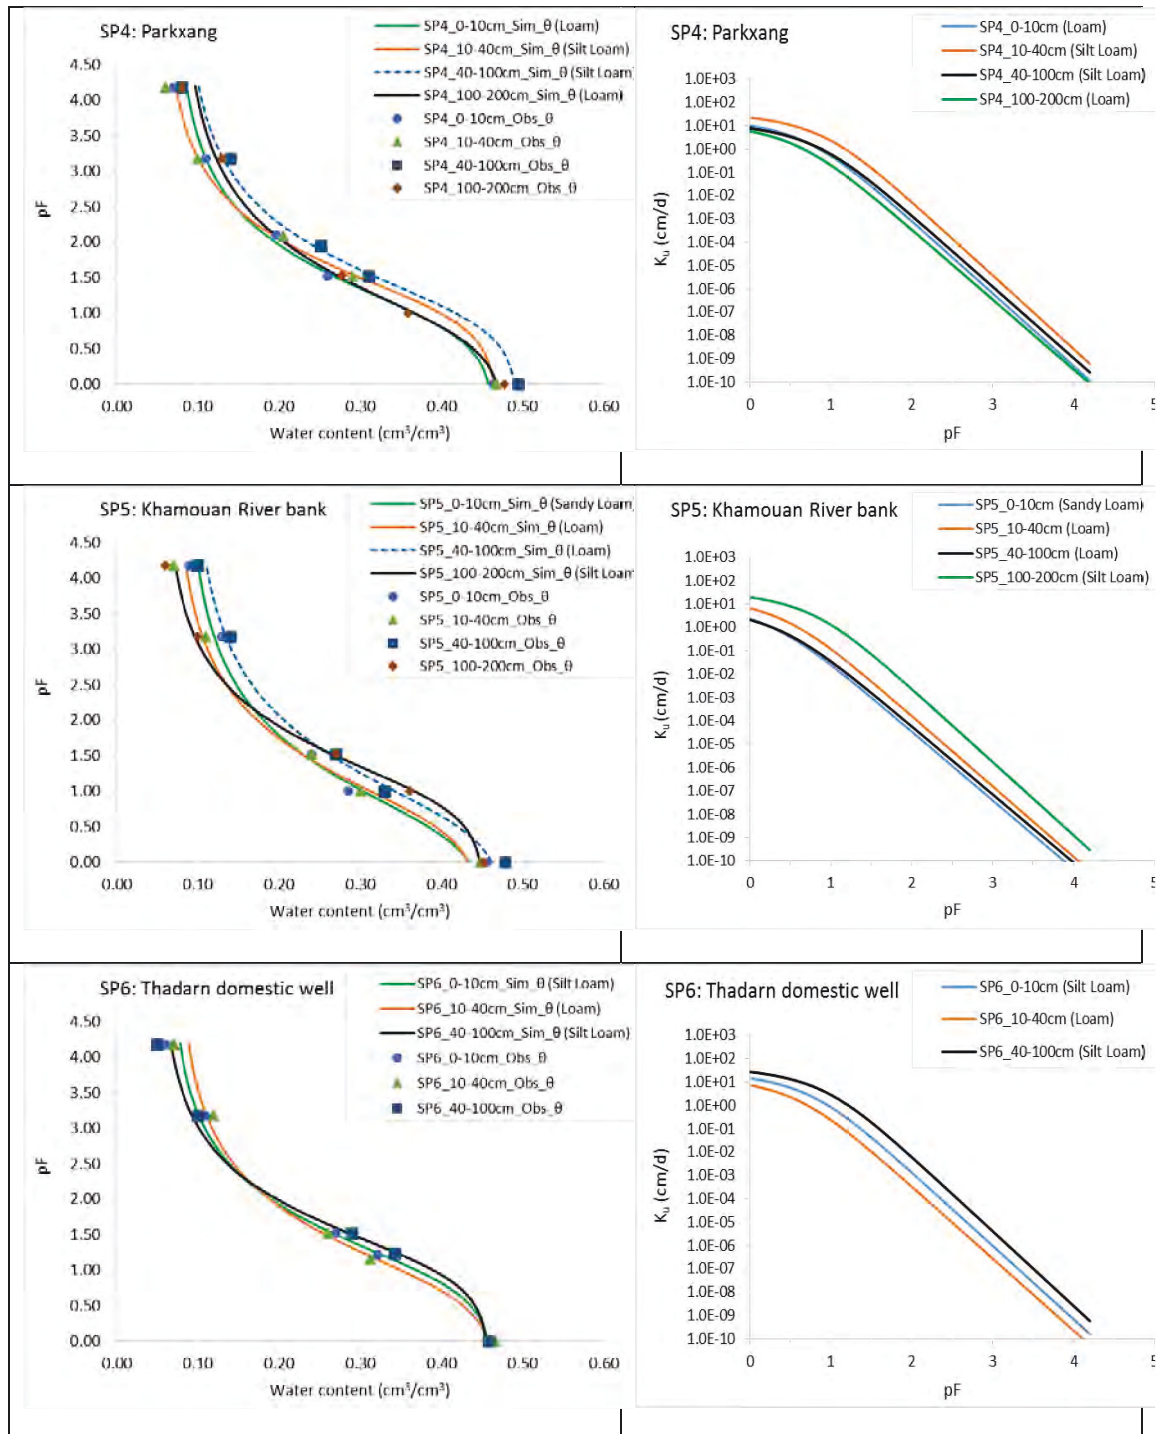 SP4: Parkxang
SP4_0-10cm_Sim_θ (Loam)
SP4_10-40cm_Sim_θ (Silt Loam)
SP4_40-100cm_Sim_θ (Silt Loam)
SP4_100-200cm_Sim_θ (Loam)
SP4_0-10cm_Obs_θ
SP4_10-40cm_Obs_θ
SP4_40-100cm_Obs_θ
SP4_100-200cm_Obs_θ
4.50
4.00
3.50
3.00
2.50
2.00
1.50
1.00
0.50
0.00
pF
0.00 0.10 0.20 0.30 0.40 0.50 0.60
Water content (cm³/cm³)
SP4: Parkxang
SP4_0-10cm (Loam)
SP4_10-40cm (Silt Loam)
SP4_40-100cm (Silt Loam)
SP4_100-200cm (Loam)
1.0E+03
1.0E+02
1.0E+01
1.0E+00
1.0E-01
1.0E-02
1.0E-03
1.0E-04
1.0E-05
1.0E-06
1.0E-07
1.0E-08
1.0E-09
1.0E-10
Ku (cm/d)
0 1 2 3 4 5
pF
SP5: Khamouan River bank
SP5_0-10cm_Sim_θ (Sandy Loam
SP5_10-40cm_Sim_θ (Loam)
SP5_40-100cm_Sim_θ (Loam)
SP5_100-200cm_Sim_θ (Silt Loam
SP5_0-10cm_Obs_θ
SP5_10-40cm_Obs_θ
SP5_40-100cm_Obs_θ
SP5_100-200cm_Obs_θ
4.50
4.00
3.50
3.00
2.50
2.00
1.50
1.00
0.50
0.00
pF
0.00 0.10 0.20 0.30 0.40 0.50 0.60
Water content (cm³/cm³)
SP5: Khamouan River bank
SP5_0-10cm (Sandy Loam)
SP5_10-40cm (Loam)
SP5_40-100cm (Loam)
SP5_100-200cm (Silt Loam)
1.0E+03
1.0E+02
1.0E+01
1.0E+00
1.0E-01
1.0E-02
1.0E-03
1.0E-04
1.0E-05
1.0E-06
1.0E-07
1.0E-08
1.0E-09
1.0E-10
Ku (cm/d)
0 1 2 3 4 5
pF
SP6: Thadarn domestic well
SP6_0-10cm_Sim_θ (Silt Loam)
SP6_10-40cm_Sim_θ (Loam)
SP6_40-100cm_Sim_θ (Silt Loam)
SP6_0-10cm_Obs_θ
SP6_10-40cm_Obs_θ
SP6_40-100cm_Obs_θ
4.50
4.00
3.50
3.00
2.50
2.00
1.50
1.00
0.50
0.00
pF
0.00 0.10 0.20 0.30 0.40 0.50 0.60
Water content (cm³/cm³)
SP6: Thadarn domestic well
SP6_0-10cm (Silt Loam)
SP6_10-40cm (Loam)
SP6_40-100cm (Silt Loam)
1.0E+03
1.0E+02
1.0E+01
1.0E+00
1.0E-01
1.0E-02
1.0E-03
1.0E-04
1.0E-05
1.0E-06
1.0E-07
1.0E-08
1.0E-09
1.0E-10
Ku (cm/d)
0 1 2 3 4 5
pF